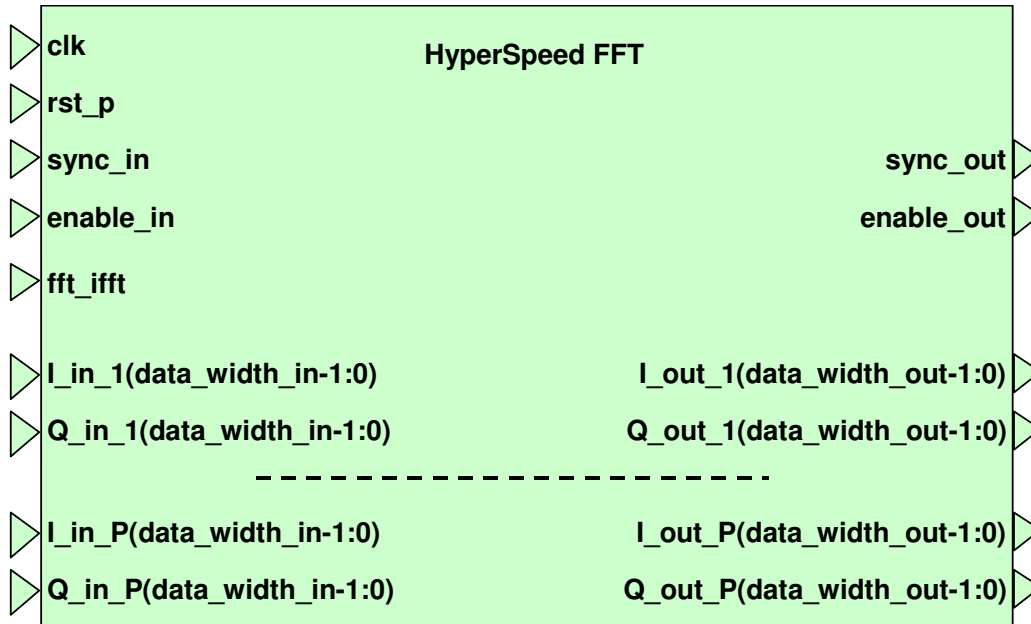 clk
HyperSpeed FFT
rst_p
sync_in
sync_out
enable_in
enable_out
fft_ifft
I_in_1(data_width_in-1:0)
I_out_1(data_width_out-1:0)
Q_in_1(data_width_in-1:0)
Q_out_1(data_width_out-1:0)
I_in_P(data_width_in-1:0)
I_out_P(data_width_out-1:0)
Q_in_P(data_width_in-1:0)
Q_out_P(data_width_out-1:0)